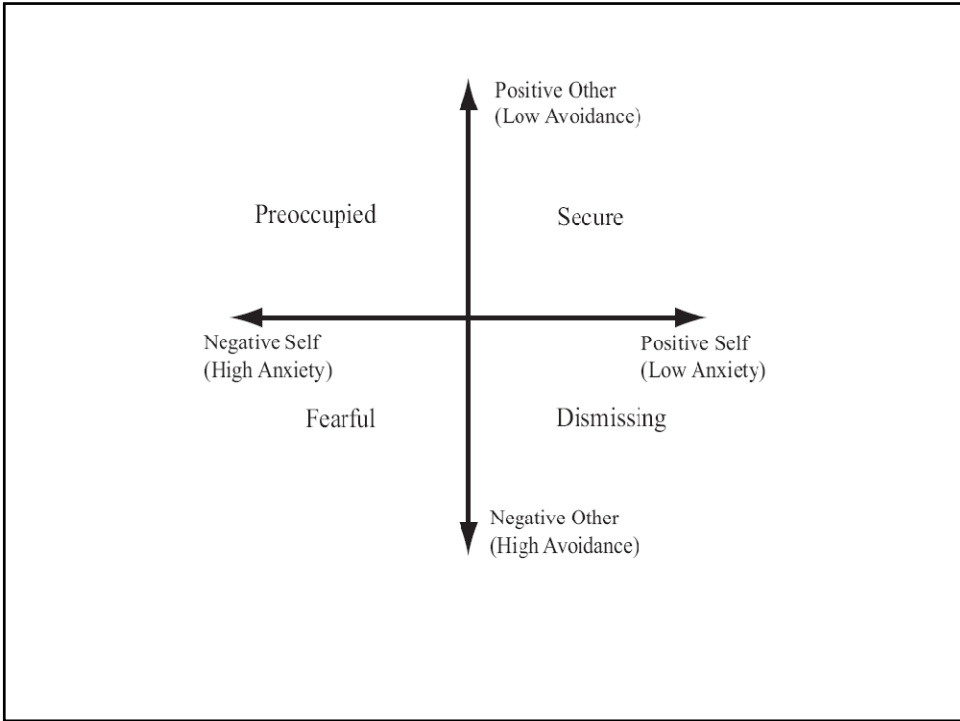 Positive Other
(Low Avoidance)
Preoccupied
Secure
Negative Self
(High Anxiety)
Positive Self
(Low Anxiety)
Fearful
Dismissing
Negative Other
(High Avoidance)